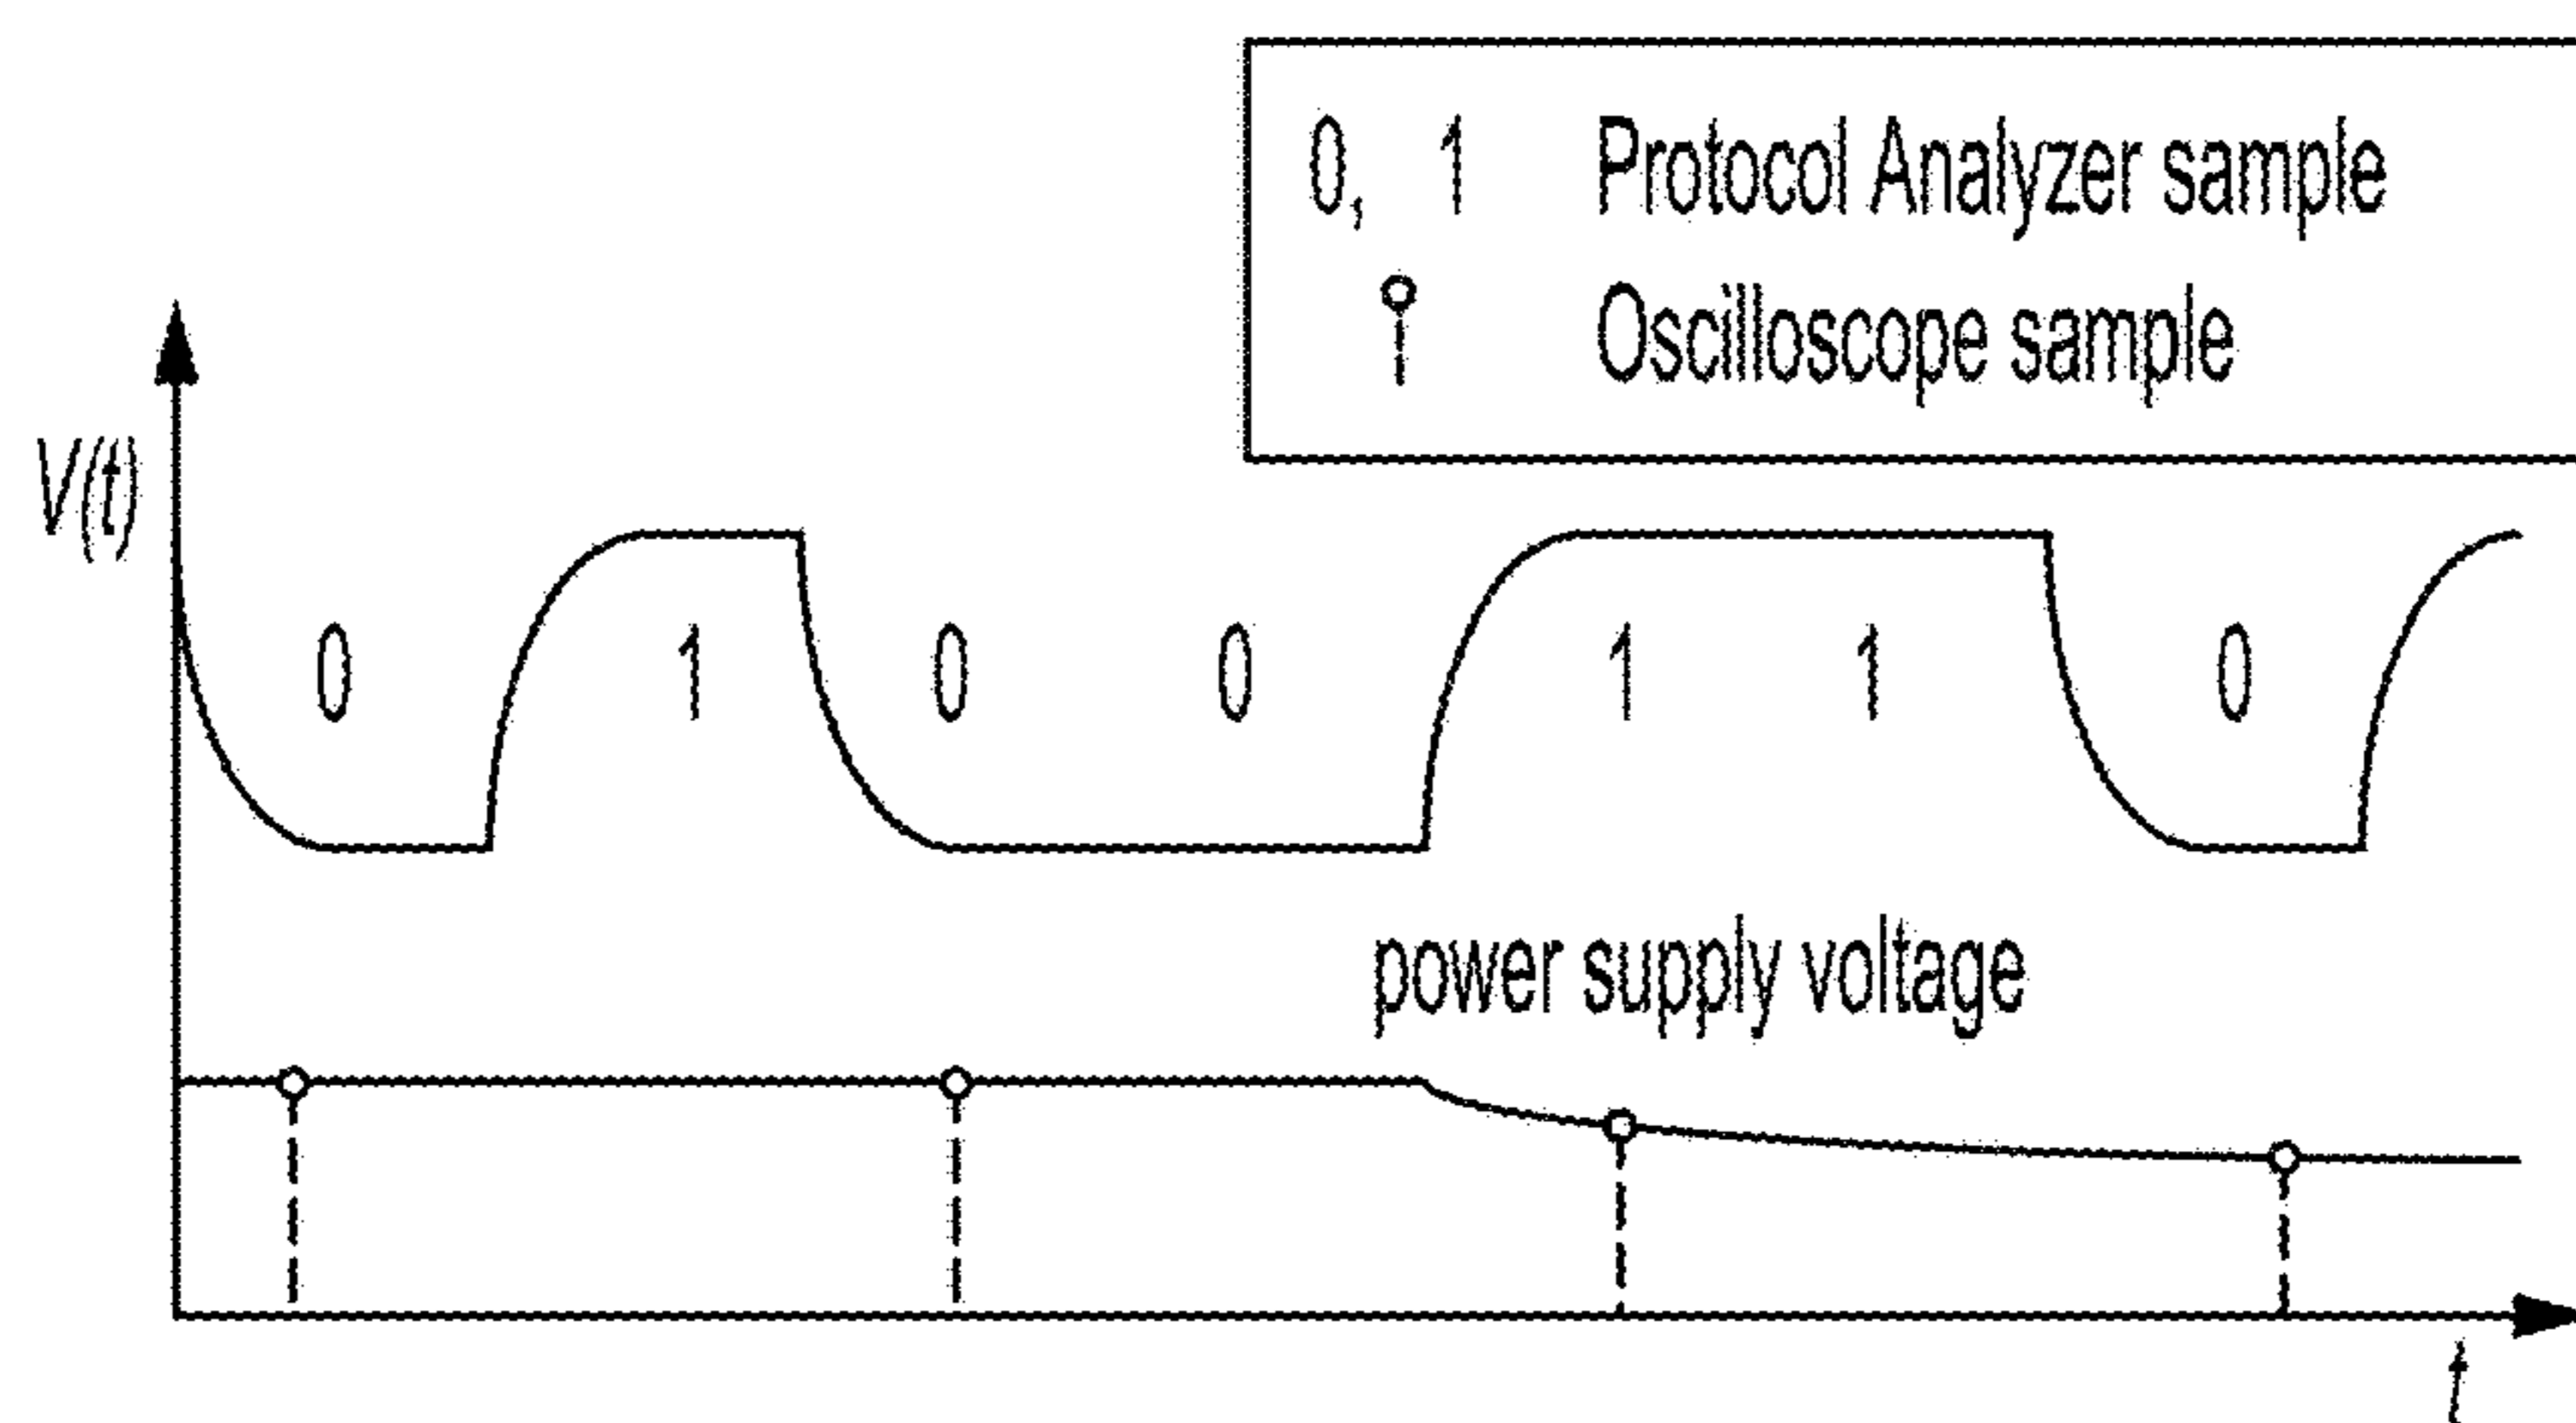 0, 1 Protocol Analyzer sample
Oscilloscope sample
V(t)
0 1 0 0 1 1 0
power supply voltage
t